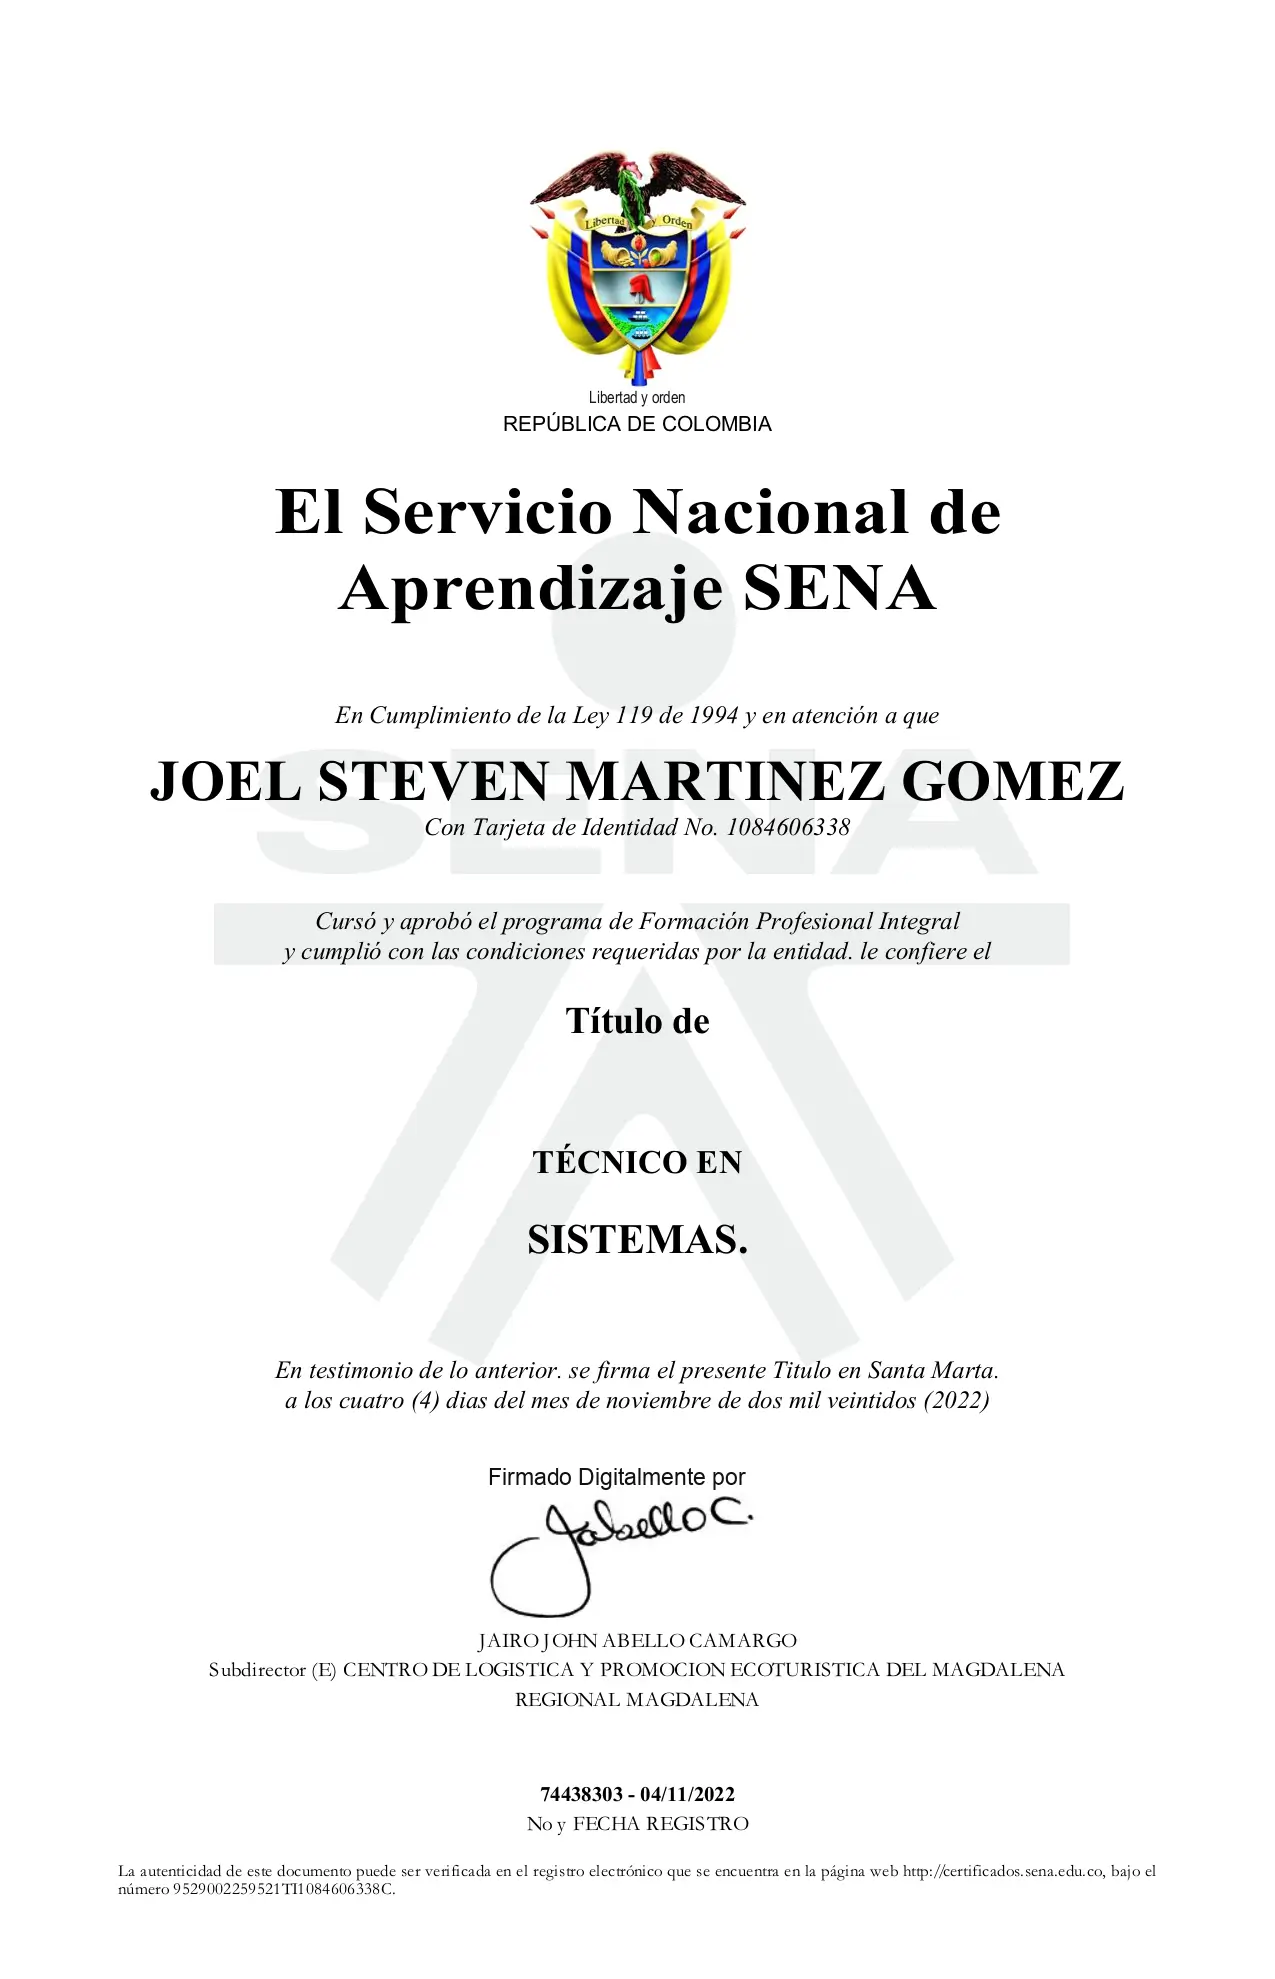 Libertad y Orden
Libertad y orden
REPÚBLICA DE COLOMBIA
El Servicio Nacional de
Aprendizaje SENA
En Cumplimiento de la Ley 119 de 1994 y en atención a que
SENA
JOEL STEVEN MARTINEZ GOMEZ
Con Tarjeta de Identidad No. 1084606338
Cursó y aprobó el programa de Formación Profesional Integral
y cumplió con las condiciones requeridas por la entidad. le confiere el
Título de
TÉCNICO EN
SISTEMAS.
En testimonio de lo anterior. se firma el presente Titulo en Santa Marta.
a los cuatro (4) dias del mes de noviembre de dos mil veintidos (2022)
Firmado Digitalmente por
Jabello C.
JAIRO JOHN ABELLO CAMARGO
Subdirector (E) CENTRO DE LOGISTICA Y PROMOCION ECOTURISTICA DEL MAGDALENA
REGIONAL MAGDALENA
74438303 - 04/11/2022
No y FECHA REGISTRO
La autenticidad de este documento puede ser verificada en el registro electrónico que se encuentra en la página web http://certificados.sena.edu.co, bajo el
número 9529002259521TI1084606338C.